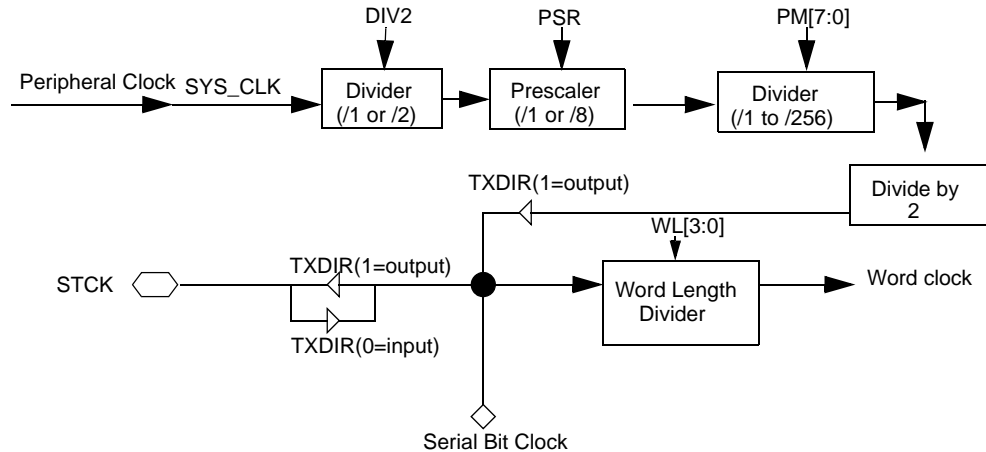 DIV2
PSR
PM[7:0]
Peripheral Clock
SYS_CLK
Divider
(/1 or /2)
Prescaler
(/1 or /8)
Divider
(/1 to /256)
Divide by
2
TXDIR(1=output)
WL[3:0]
STCK
TXDIR(1=output)
TXDIR(0=input)
Word Length
Divider
Word clock
Serial Bit Clock